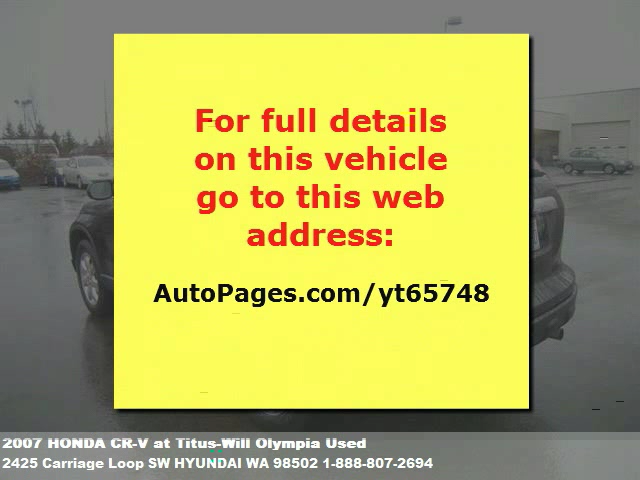 For full details
on this vehicle
go to this web
address:
AutoPages.com/yt65748
2007 HONDA CR-V at Titus-Will Olympia Used
2425 Carriage Loop SW HYUNDAI WA 98502 1-888-807-2694